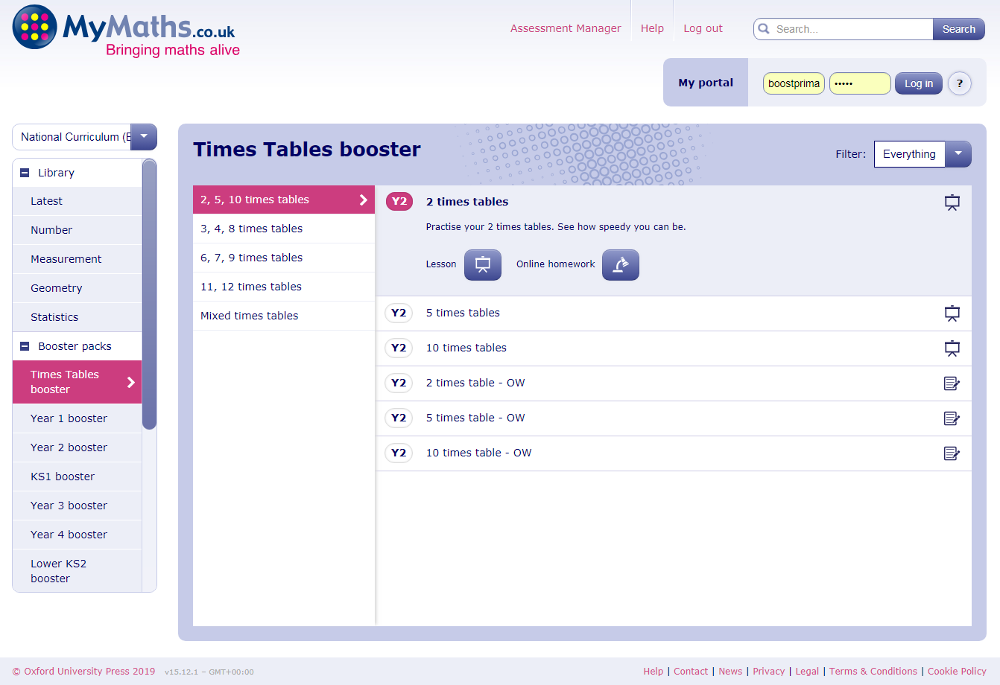 MyMaths.co.uk
Bringing maths alive
Assessment Manager
Help
Log out
Search...
Search
My portal
boostprima
•••••
Log in
?
National Curriculum (E
Library
Latest
Number
Measurement
Geometry
Statistics
Booster packs
Times Tables
booster
Year 1 booster
Year 2 booster
KS1 booster
Year 3 booster
Year 4 booster
Lower KS2
booster
Times Tables booster
Filter:
Everything
2, 5, 10 times tables
3, 4, 8 times tables
6, 7, 9 times tables
11, 12 times tables
Mixed times tables
Y2 2 times tables
Practise your 2 times tables. See how speedy you can be.
Lesson
Online homework
Y2 5 times tables
Y2 10 times tables
Y2 2 times table - OW
Y2 5 times table - OW
Y2 10 times table - OW
© Oxford University Press 2019 v15.12.1 – GMT+00:00
Help | Contact | News | Privacy | Legal | Terms & Conditions | Cookie Policy